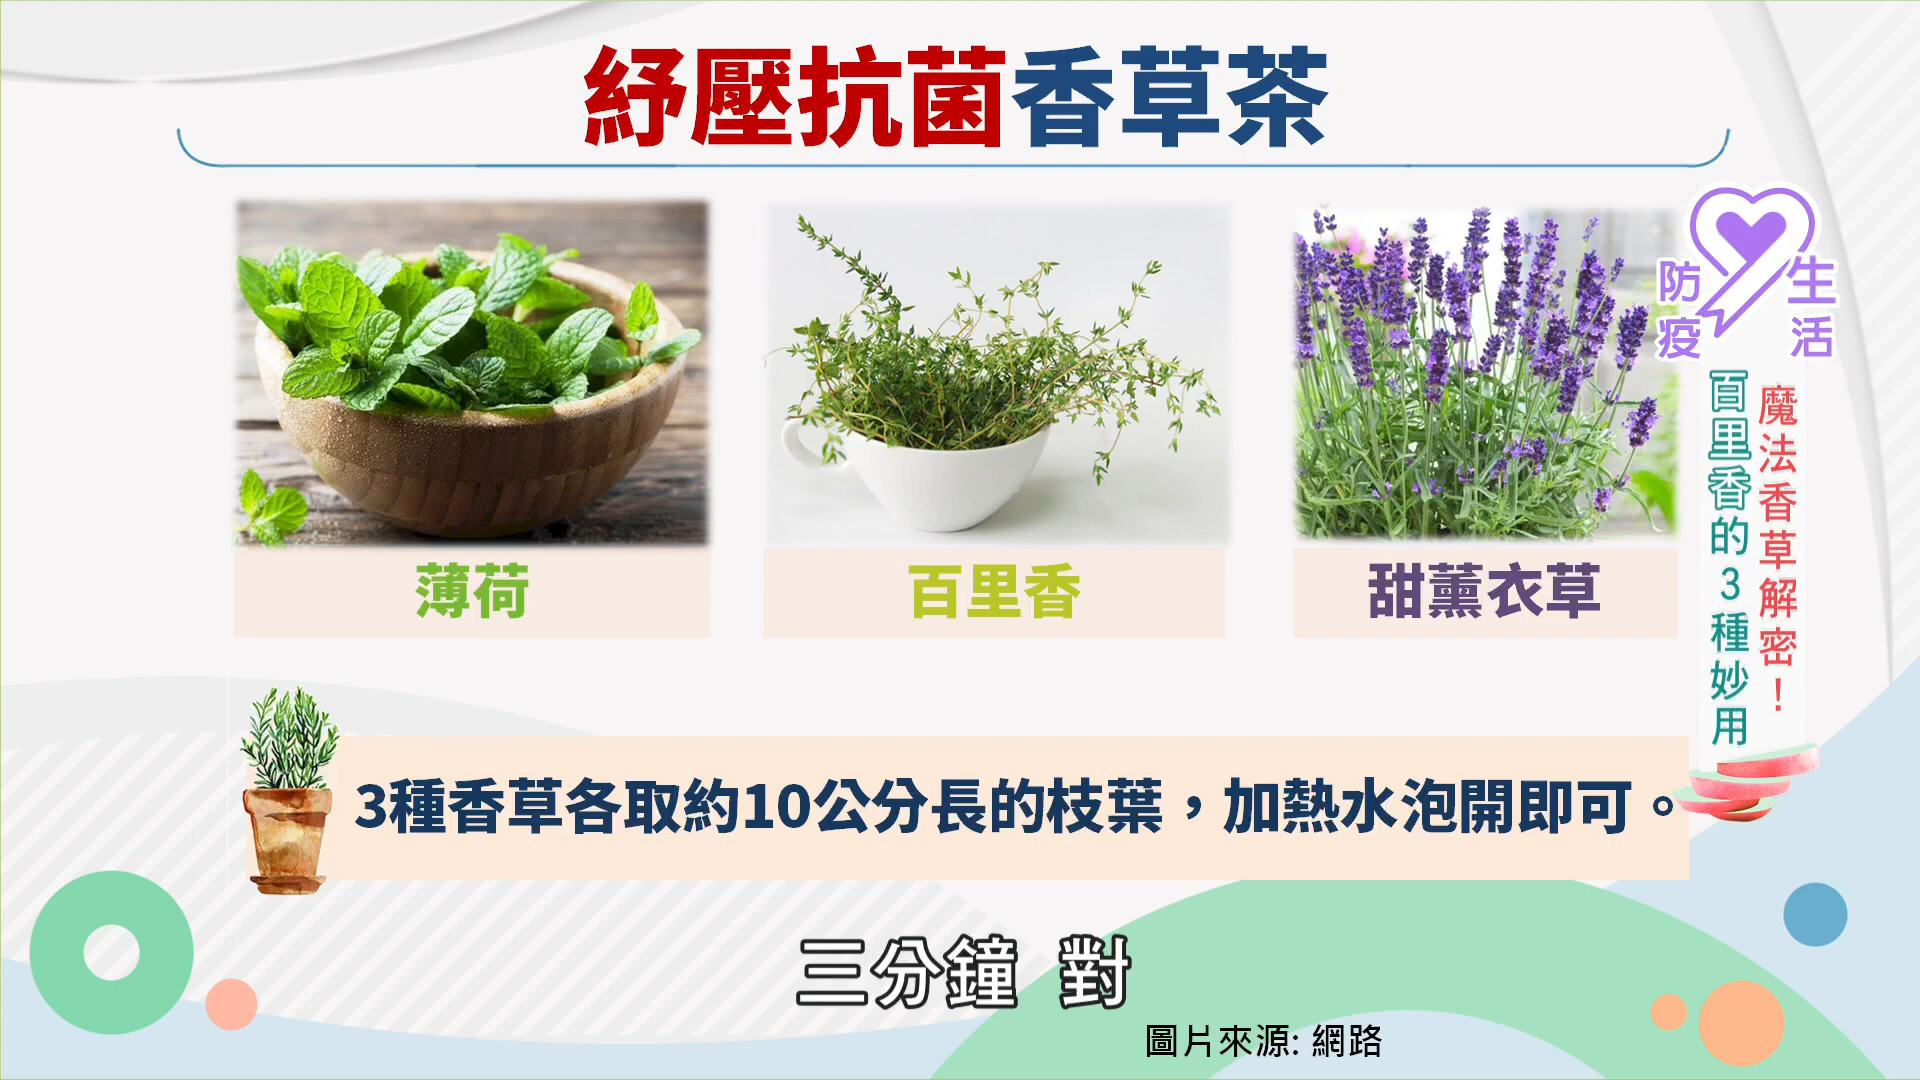 紓壓抗菌香草茶
防疫生活
魔法香草解密！
百里香的3種妙用
薄荷
百里香
甜薰衣草
3種香草各取約10公分長的枝葉，加熱水泡開即可。
三分鐘 對
圖片來源: 網路